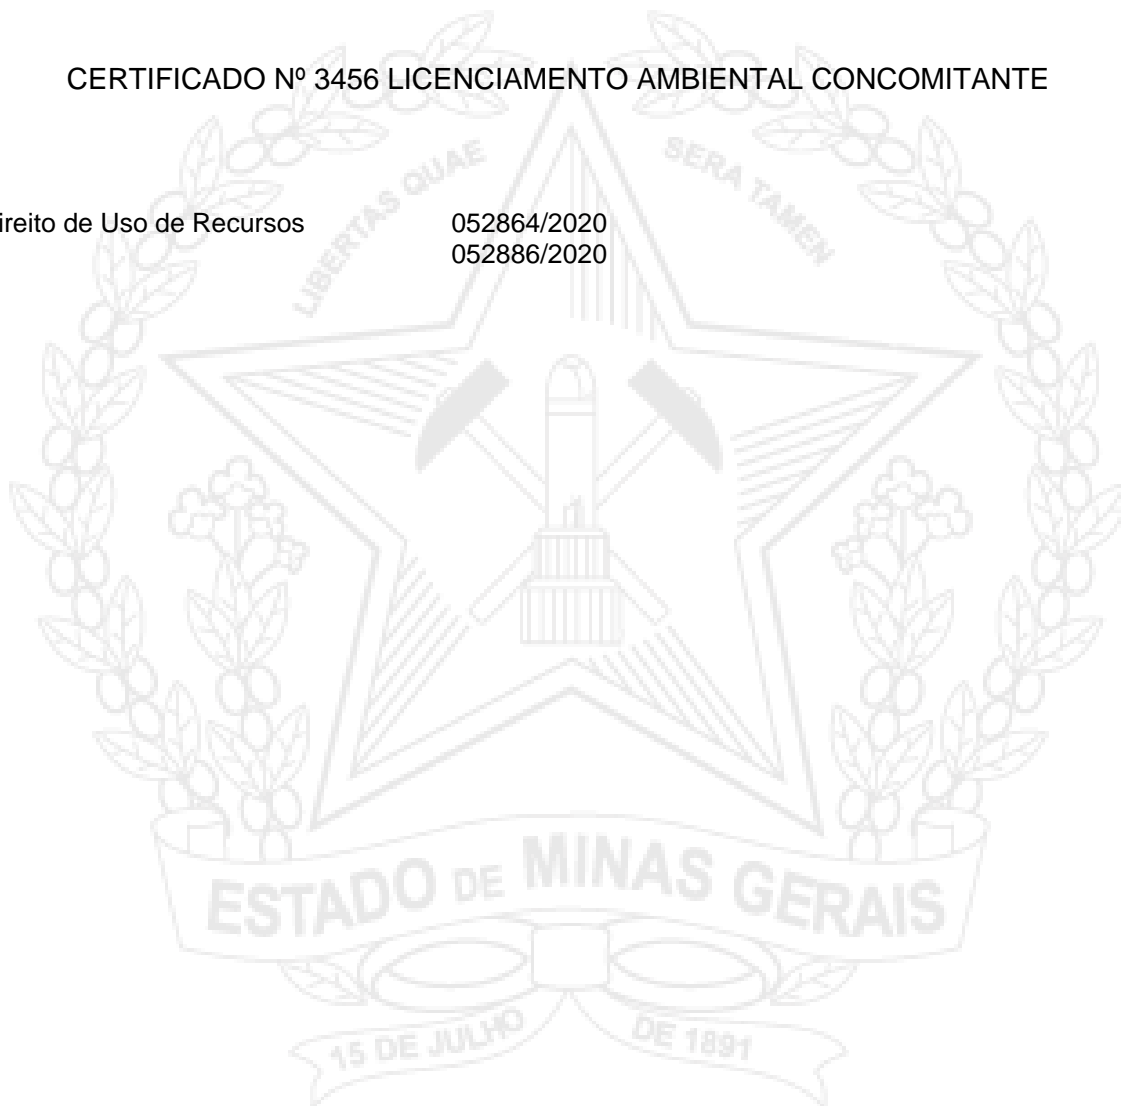 CERTIFICADO Nº 3456 LICENCIAMENTO AMBIENTAL CONCOMITANTE
LIBERTAS QUAE SERA TAMEN
ireito de Uso de Recursos 052864/2020
052886/2020
ESTADO DE MINAS GERAIS
15 DE JULHO DE 1891